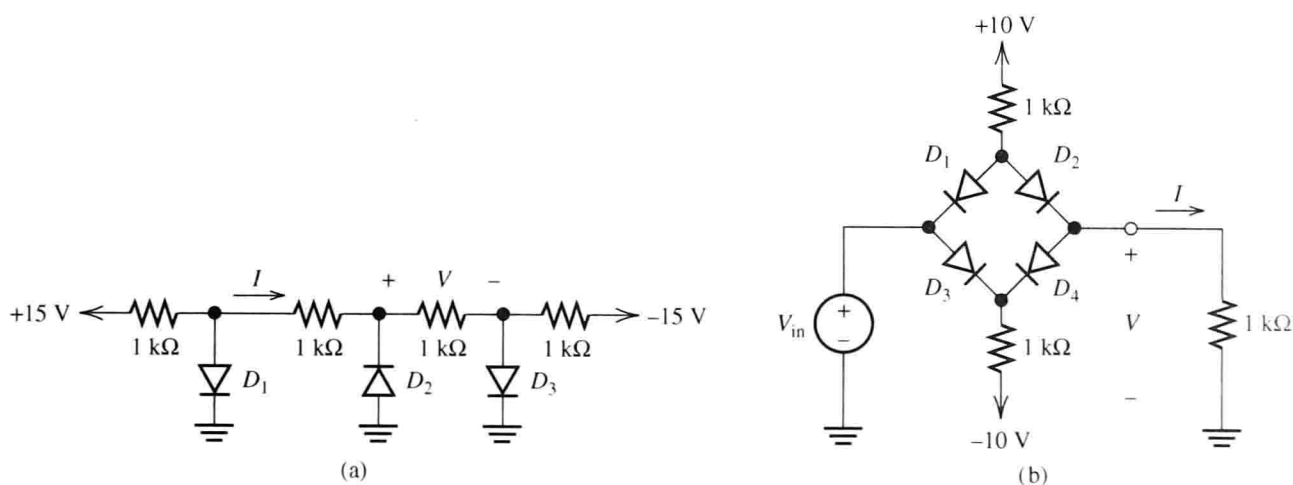 +10 V
1 kΩ
D1 D2
I
+ V −
I
+15 V
1 kΩ 1 kΩ 1 kΩ 1 kΩ
−15 V
D1 D2 D3
(a)
D3 D4
+
Vin
+
−
V
1 kΩ
1 kΩ
−
−10 V
(b)